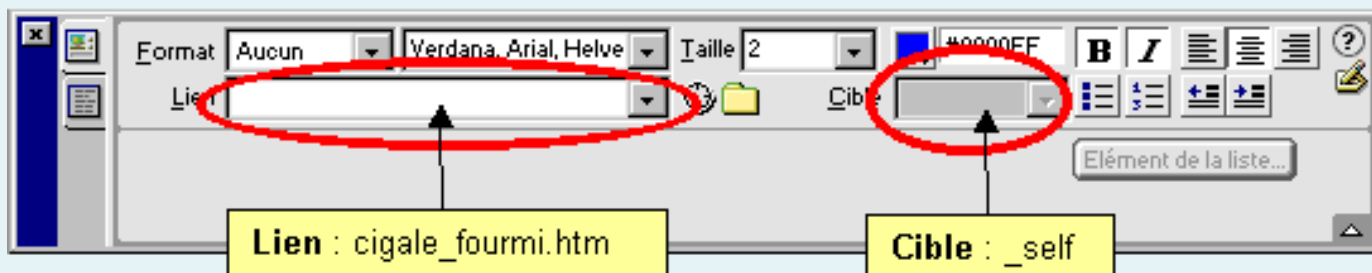 Format Aucun Verdana, Arial, Helve Taille 2 #0000FF B I
Lien Cible
Elément de la liste...
Lien : cigale_fourmi.htm
Cible : _self